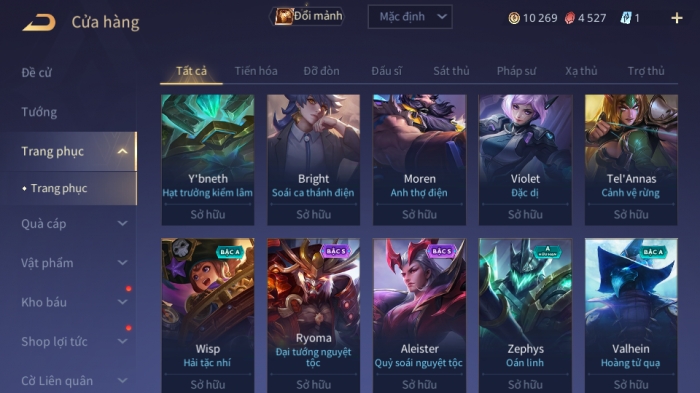 Cửa hàng
Đổi mảnh
Mặc định
10 269
4 527
1
Đề cử
Tướng
Trang phục
Trang phục
Quà cáp
Vật phẩm
Kho báu
Shop lợi tức
Cờ Liên quân
Tất cả
Tiến hóa
Đỡ đòn
Đấu sĩ
Sát thủ
Pháp sư
Xạ thủ
Trợ thủ
Y'bneth
Hạt trưởng kiểm lâm
Sở hữu
Bright
Soái ca thánh điện
Sở hữu
Moren
Anh thợ điện
Sở hữu
Violet
Đặc dị
Sở hữu
Tel'Annas
Cảnh vệ rừng
Sở hữu
BẬC A
Wisp
Hải tặc nhí
Sở hữu
BẬC S
Ryoma
Đại tướng nguyệt
tộc
Sở hữu
BẬC S
Aleister
Quỷ soái nguyệt tộc
Sở hữu
A
HỮU HẠN
Zephys
Oán linh
Sở hữu
BẬC A
Valhein
Hoàng tử quạ
Sở hữu